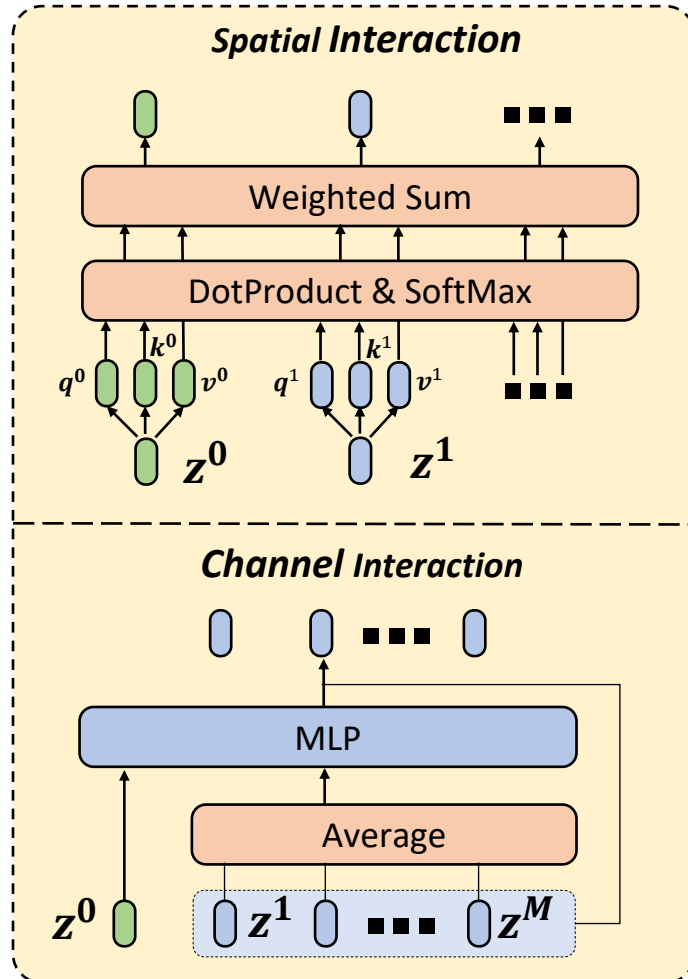 Spatial Interaction
Weighted Sum
DotProduct & SoftMax
q⁰ k⁰ v⁰ q¹ k¹ v¹
z⁰ z¹
Channel Interaction
MLP
Average
z⁰ z¹ zᴹ